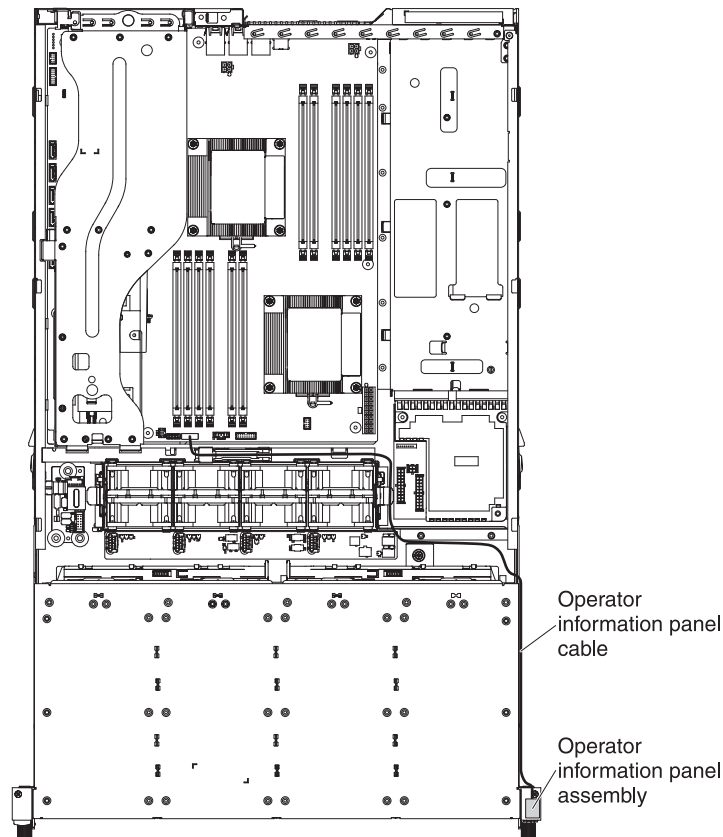 Operator
information panel
cable
Operator
information panel
assembly